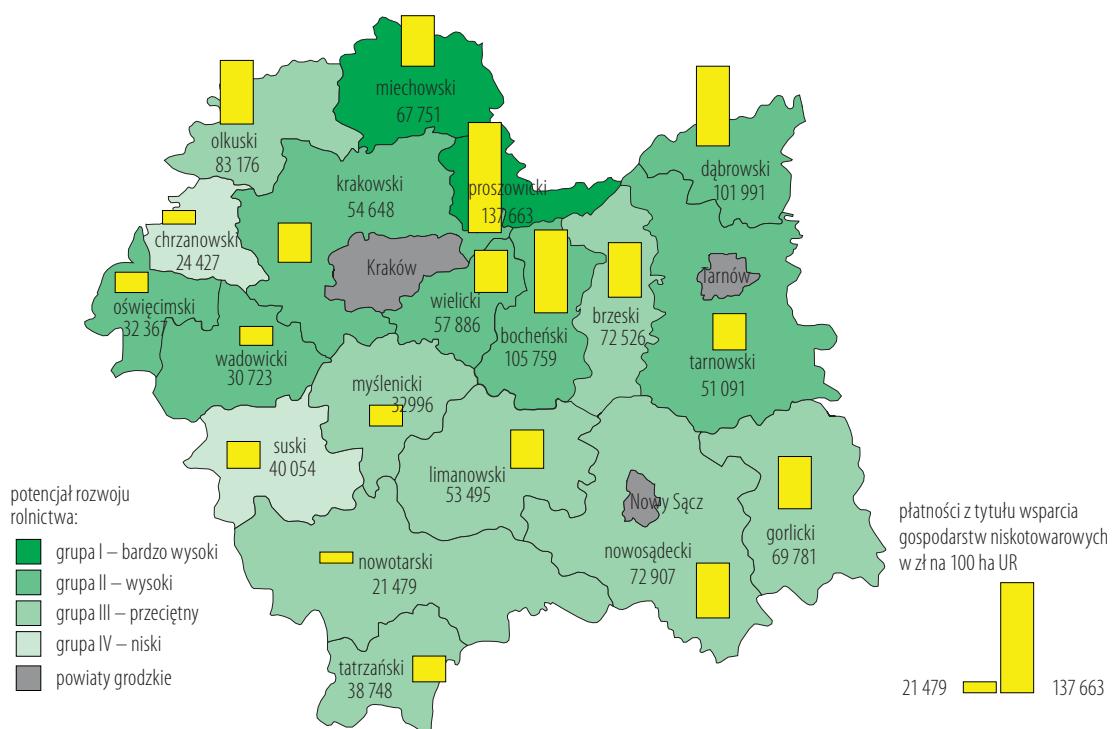 miechowski
67 751
olkuski
83 176
dąbrowski
101 991
krakowski
54 648
proszowicki
137 663
chrzanowski
24 427
Kraków
Tarnów
oświęcimski
32 367
wielicki
57 886
bocheński
105 759
brzeski
72 526
wadowicki
30 723
tarnowski
51 091
myślenicki
32996
suski
40 054
limanowski
53 495
Nowy Sącz
gorlicki
69 781
nowotarski
21 479
nowosądecki
72 907
tatrzański
38 748
potencjał rozwoju
rolnictwa:
grupa I – bardzo wysoki
grupa II – wysoki
grupa III – przeciętny
grupa IV – niski
powiaty grodzkie
płatności z tytułu wsparcia
gospodarstw niskotowarowych
w zł na 100 ha UR
21 479
137 663